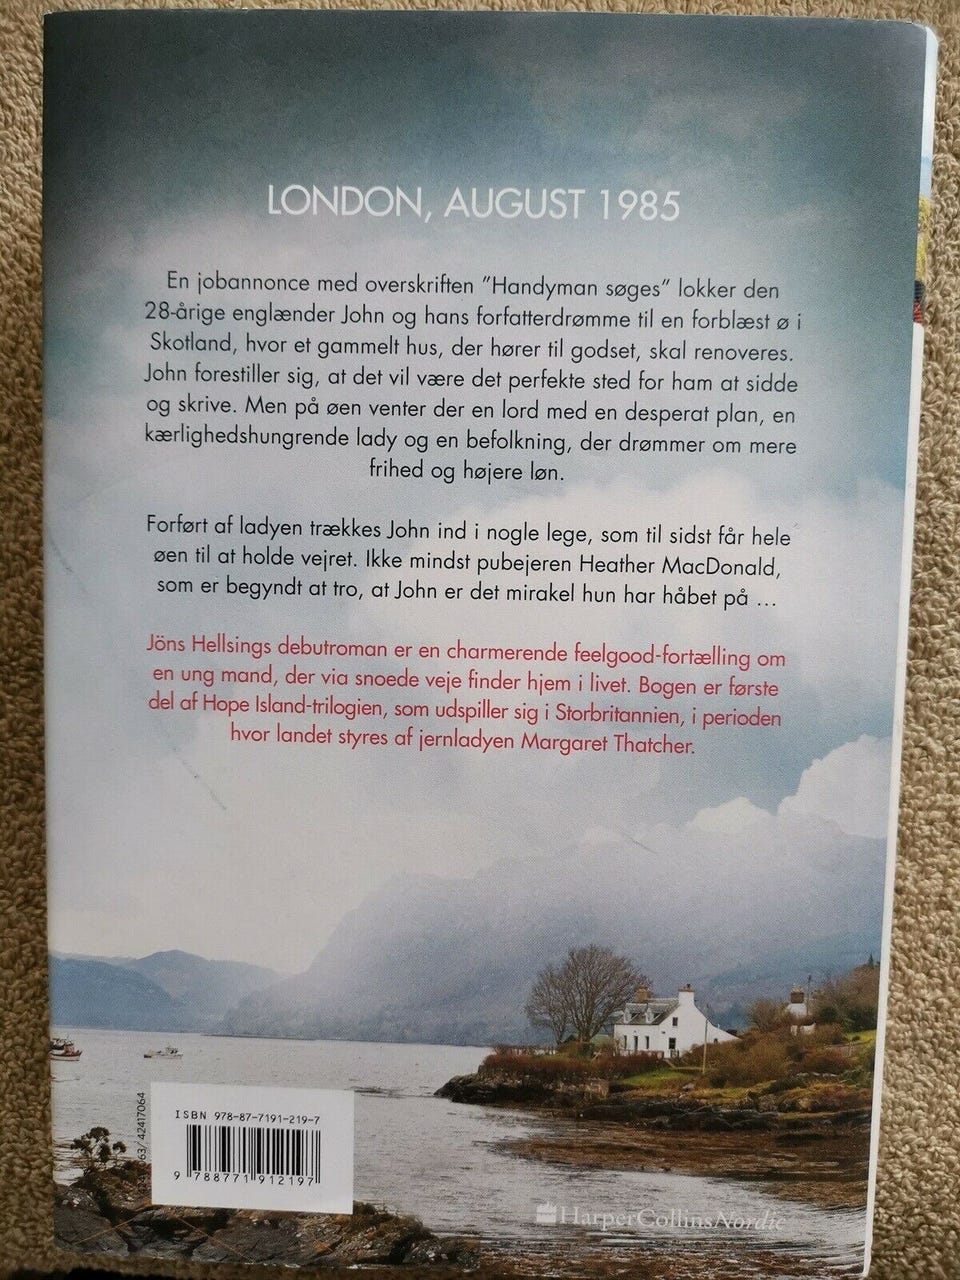 LONDON, AUGUST 1985
En jobannonce med overskriften "Handyman søges" lokker den
28-årige englænder John og hans forfatterdrømme til en forblæst ø i
Skotland, hvor et gammelt hus, der hører til godset, skal renoveres.
John forestiller sig, at det vil være det perfekte sted for ham at sidde
og skrive. Men på øen venter der en lord med en desperat plan, en
kærlighedshungrende lady og en befolkning, der drømmer om mere
frihed og højere løn.
Forført af ladyen trækkes John ind i nogle lege, som til sidst får hele
øen til at holde vejret. Ikke mindst pubejeren Heather MacDonald,
som er begyndt at tro, at John er det mirakel hun har håbet på ...
Jöns Hellsings debutroman er en charmerende feelgood-fortælling om
en ung mand, der via snoede veje finder hjem i livet. Bogen er første
del af Hope Island-trilogien, som udspiller sig i Storbritannien, i perioden
hvor landet styres af jernladyen Margaret Thatcher.
63/42417064
ISBN 978-87-7191-219-7
9 788771 912197
HarperCollinsNordic